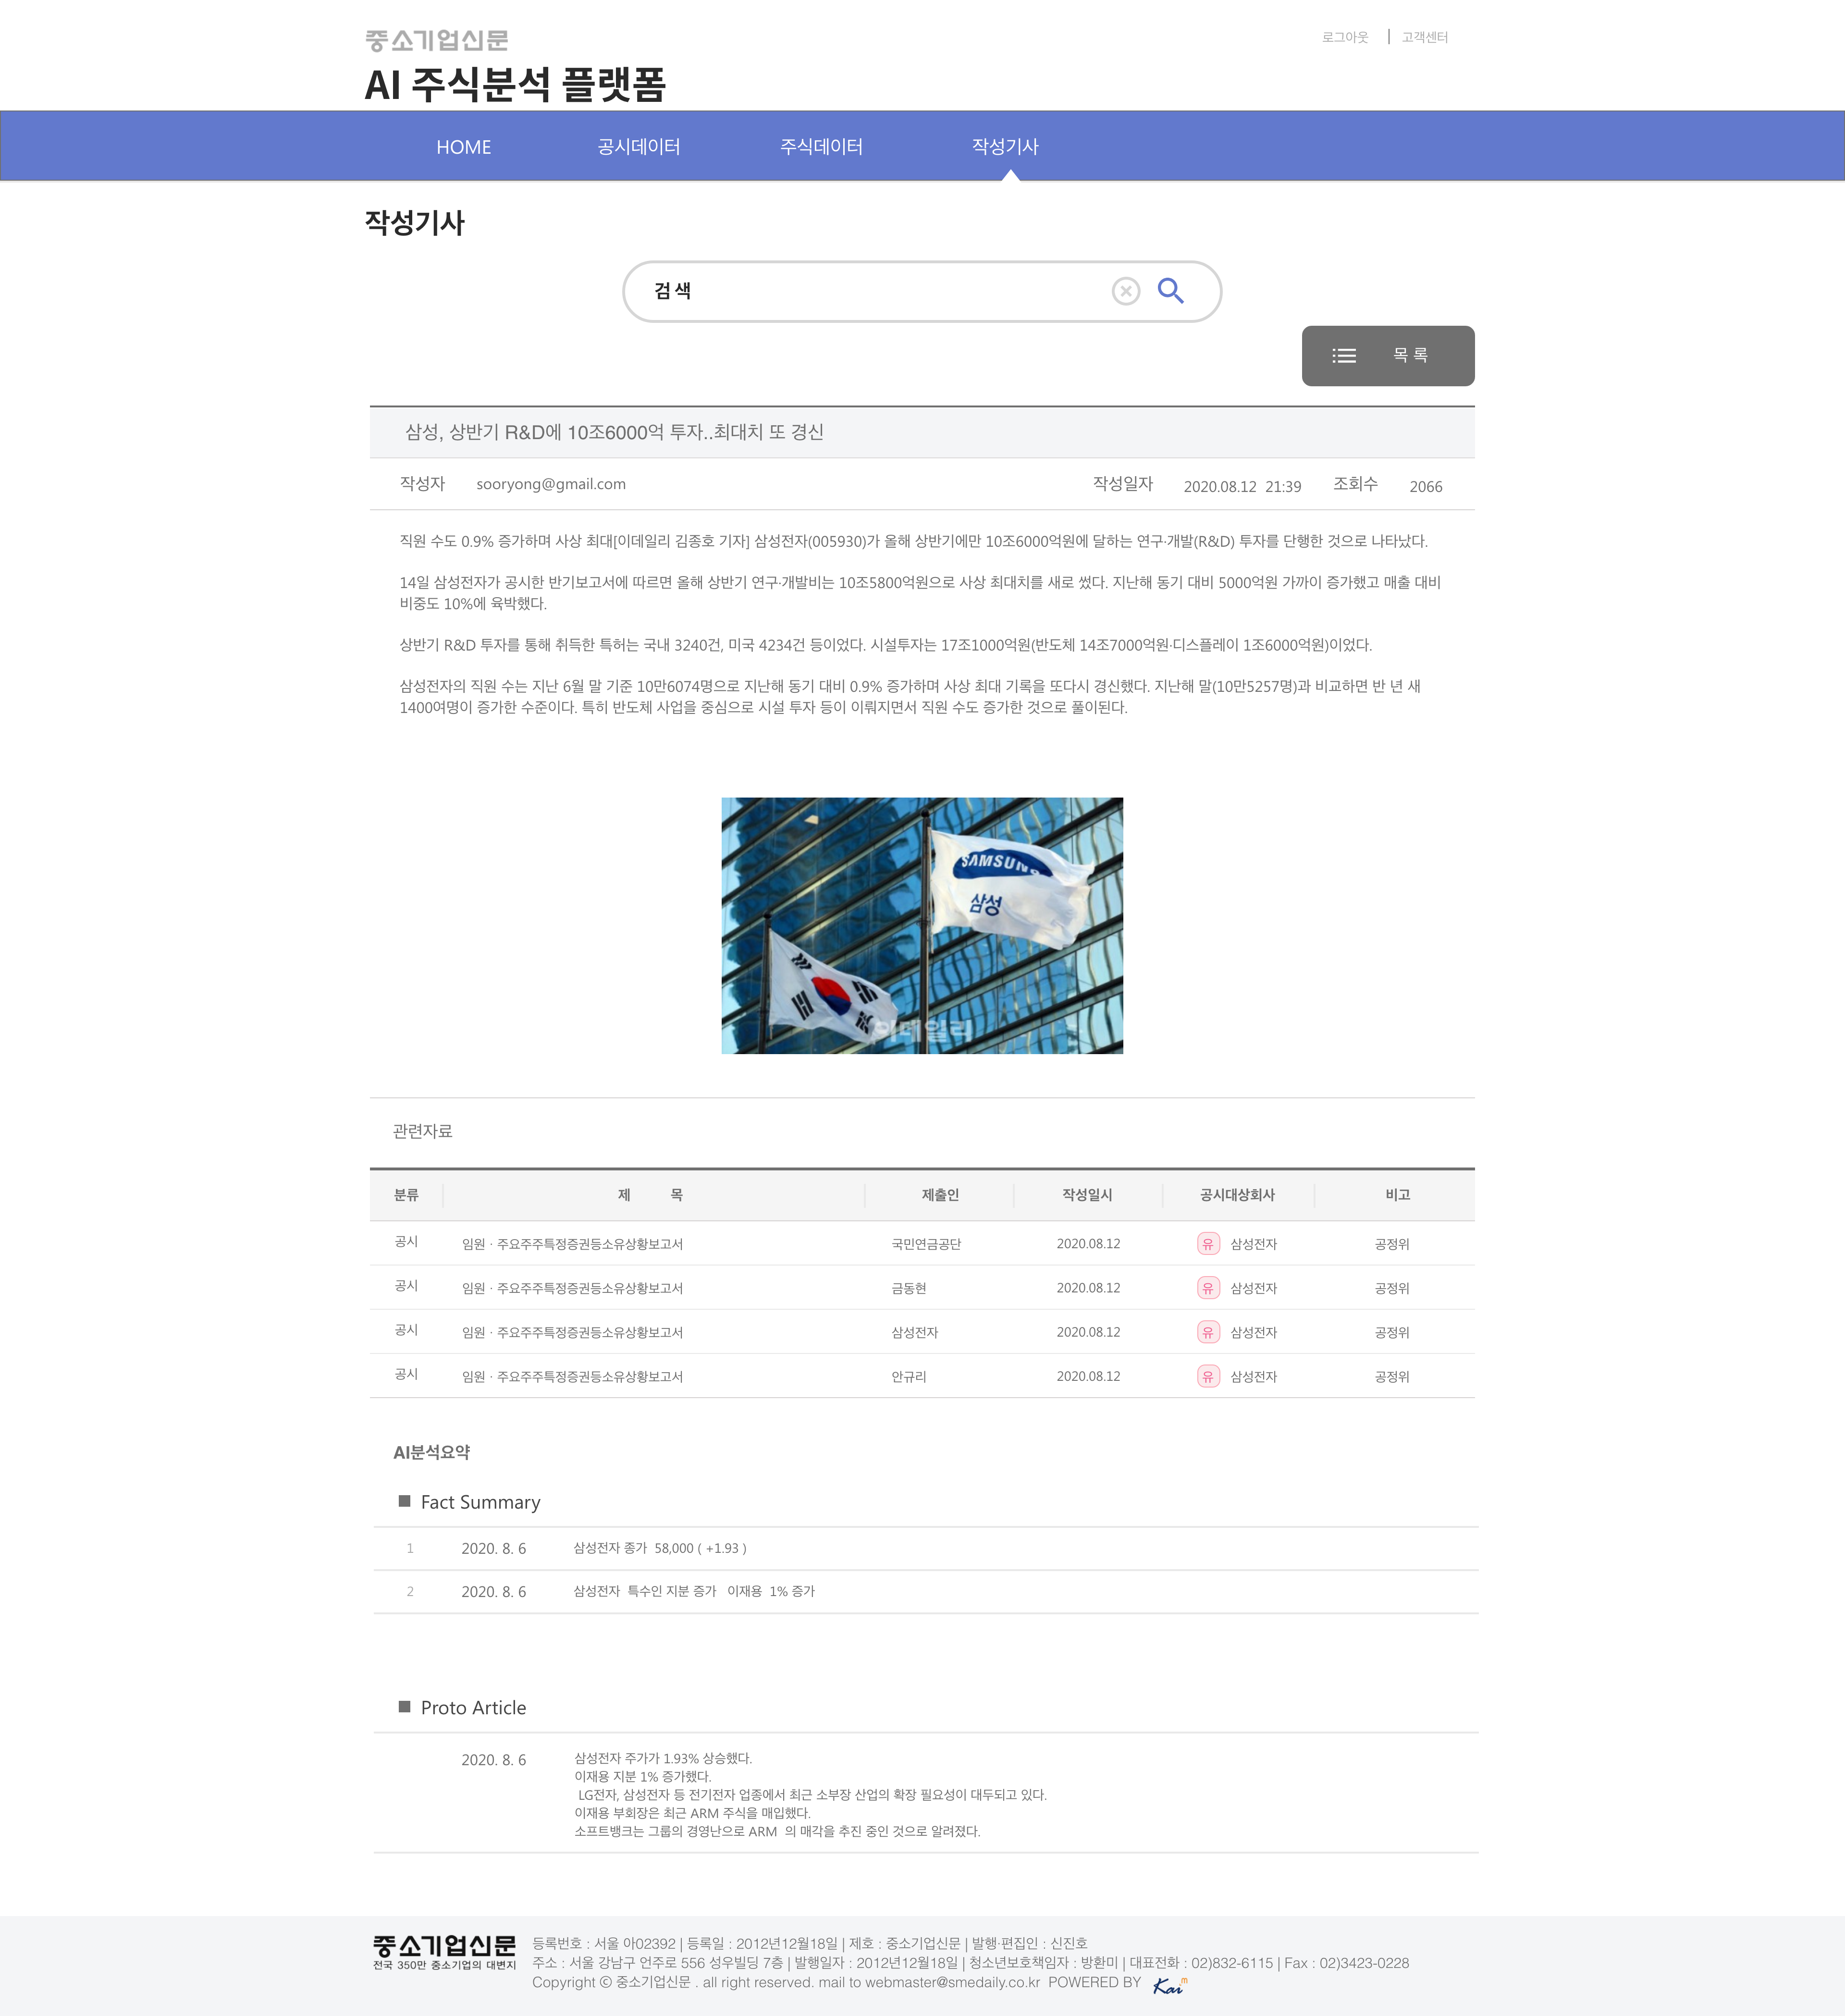 중소기업신문
로그아웃 | 고객센터
AI 주식분석 플랫폼
HOME 공시데이터 주식데이터 작성기사
작성기사
검 색
목 록
삼성, 상반기 R&D에 10조6000억 투자..최대치 또 경신
작성자 sooryong@gmail.com 작성일자 2020.08.12 21:39 조회수 2066
직원 수도 0.9% 증가하며 사상 최대[이데일리 김종호 기자] 삼성전자(005930)가 올해 상반기에만 10조6000억원에 달하는 연구·개발(R&D) 투자를 단행한 것으로 나타났다.
14일 삼성전자가 공시한 반기보고서에 따르면 올해 상반기 연구·개발비는 10조5800억원으로 사상 최대치를 새로 썼다. 지난해 동기 대비 5000억원 가까이 증가했고 매출 대비
비중도 10%에 육박했다.
상반기 R&D 투자를 통해 취득한 특허는 국내 3240건, 미국 4234건 등이었다. 시설투자는 17조1000억원(반도체 14조7000억원·디스플레이 1조6000억원)이었다.
삼성전자의 직원 수는 지난 6월 말 기준 10만6074명으로 지난해 동기 대비 0.9% 증가하며 사상 최대 기록을 또다시 경신했다. 지난해 말(10만5257명)과 비교하면 반 년 새
1400여명이 증가한 수준이다. 특히 반도체 사업을 중심으로 시설 투자 등이 이뤄지면서 직원 수도 증가한 것으로 풀이된다.
SAMSUNG
삼성
이데일리
관련자료
분류 제 목 제출인 작성일시 공시대상회사 비고
공시 임원 · 주요주주특정증권등소유상황보고서 국민연금공단 2020.08.12 유 삼성전자 공정위
공시 임원 · 주요주주특정증권등소유상황보고서 금동현 2020.08.12 유 삼성전자 공정위
공시 임원 · 주요주주특정증권등소유상황보고서 삼성전자 2020.08.12 유 삼성전자 공정위
공시 임원 · 주요주주특정증권등소유상황보고서 안규리 2020.08.12 유 삼성전자 공정위
AI분석요약
■ Fact Summary
1 2020. 8. 6 삼성전자 종가 58,000 ( +1.93 )
2 2020. 8. 6 삼성전자 특수인 지분 증가 이재용 1% 증가
■ Proto Article
2020. 8. 6 삼성전자 주가가 1.93% 상승했다.
이재용 지분 1% 증가했다.
LG전자, 삼성전자 등 전기전자 업종에서 최근 소부장 산업의 확장 필요성이 대두되고 있다.
이재용 부회장은 최근 ARM 주식을 매입했다.
소프트뱅크는 그룹의 경영난으로 ARM 의 매각을 추진 중인 것으로 알려졌다.
중소기업신문
전국 350만 중소기업의 대변지
등록번호 : 서울 아02392 | 등록일 : 2012년12월18일 | 제호 : 중소기업신문 | 발행·편집인 : 신진호
주소 : 서울 강남구 언주로 556 성우빌딩 7층 | 발행일자 : 2012년12월18일 | 청소년보호책임자 : 방환미 | 대표전화 : 02)832-6115 | Fax : 02)3423-0228
Copyright ⓒ 중소기업신문 . all right reserved. mail to webmaster@smedaily.co.kr POWERED BY Kai m